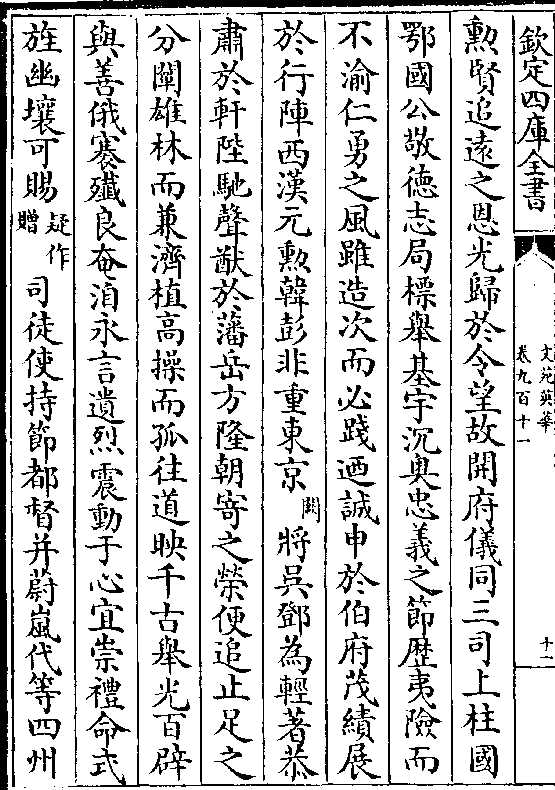 欽定四庫全書
文苑英華
卷九百十一
十一
勲賢追逺之恩光歸於令望故開府儀同三司上柱國
鄂國公敬徳志局標舉基宇沉奥忠義之節歴夷險而
不渝仁勇之風雖造次而必踐迺誠申於伯府茂績展
於行陣西漢元勲韓彭非重東京闕將吳鄧為輕著恭
肅於軒陛馳聲猷於藩岳方隆朝寄之榮便追止足之
分闡雄林而兼濟植高操而孤往道映千古舉光百辟
與善俄賽殲良奄洎永言遺烈震動于心宜崇禮命式
旌幽壤可賜疑作贈司徒使持節都督并蔚嵐代等四州